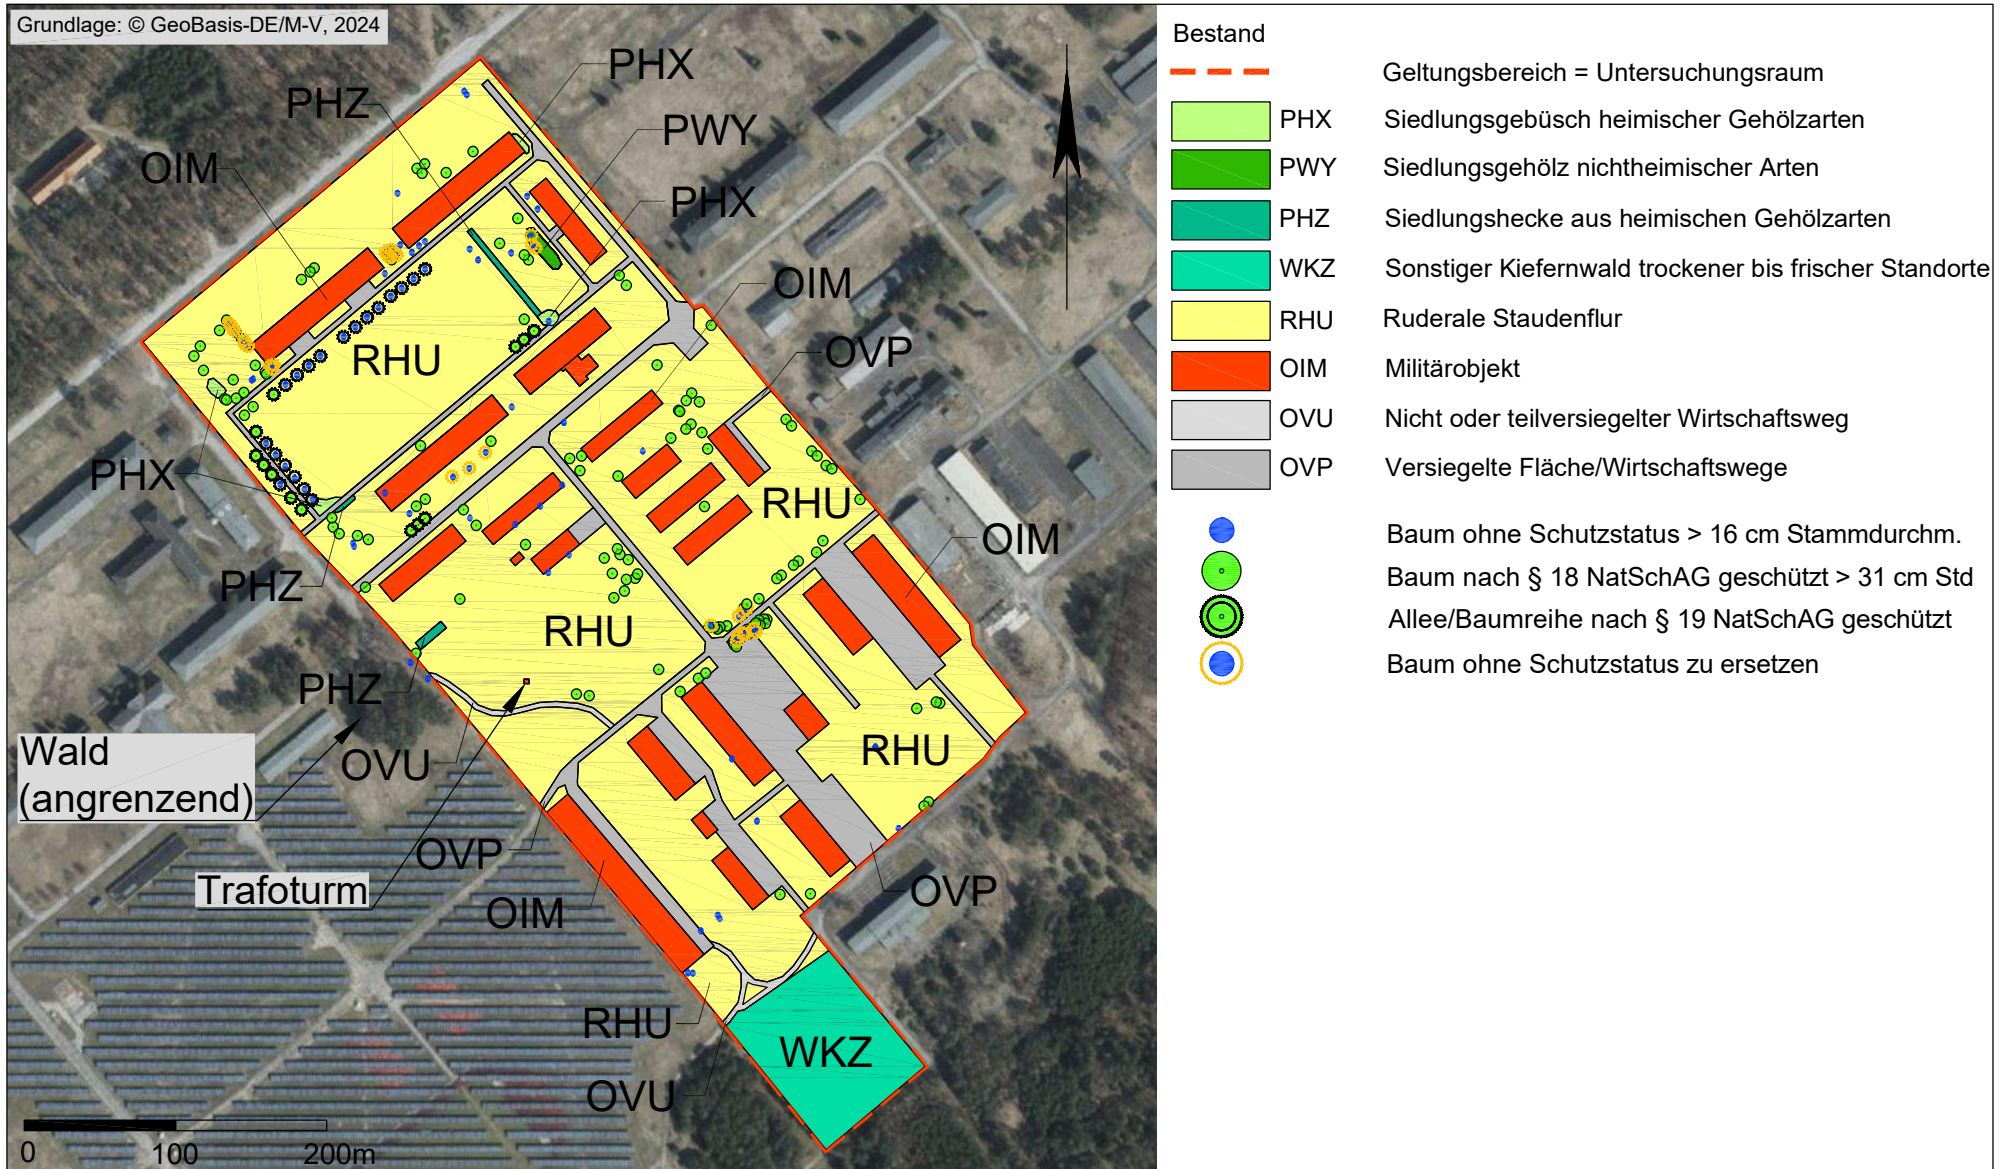 Grundlage: © GeoBasis-DE/M-V, 2024
PHX
PHZ
PWY
OIM
PHX
OIM
RHU
OVP
PHX
RHU
OIM
PHZ
RHU
PHZ
RHU
Wald
(angrenzend)
OVU
OVP
Trafoturm
OVP
OIM
RHU
WKZ
OVU
0 100 200m
Bestand
Geltungsbereich = Untersuchungsraum
PHX Siedlungsgebüsch heimischer Gehölzarten
PWY Siedlungsgehölz nichtheimischer Arten
PHZ Siedlungshecke aus heimischen Gehölzarten
WKZ Sonstiger Kiefernwald trockener bis frischer Standorte
RHU Ruderale Staudenflur
OIM Militärobjekt
OVU Nicht oder teilversiegelter Wirtschaftsweg
OVP Versiegelte Fläche/Wirtschaftswege
Baum ohne Schutzstatus > 16 cm Stammdurchm.
Baum nach § 18 NatSchAG geschützt > 31 cm Std
Allee/Baumreihe nach § 19 NatSchAG geschützt
Baum ohne Schutzstatus zu ersetzen